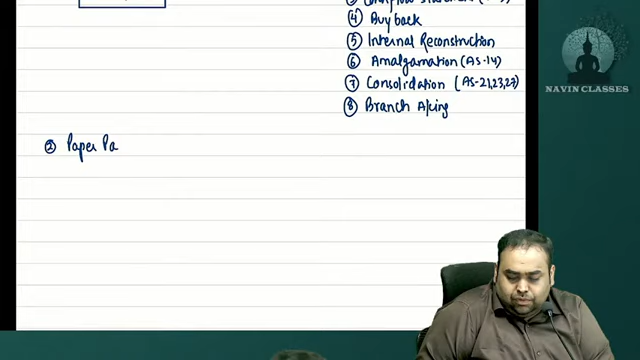 ④ Buy back
⑤ Internal Reconstruction
⑥ Amalgamation (AS-14)
⑦ Consolidation (AS-21,23,27)
⑧ Branch A/cing
② Paper Pa
NAVIN CLASSES